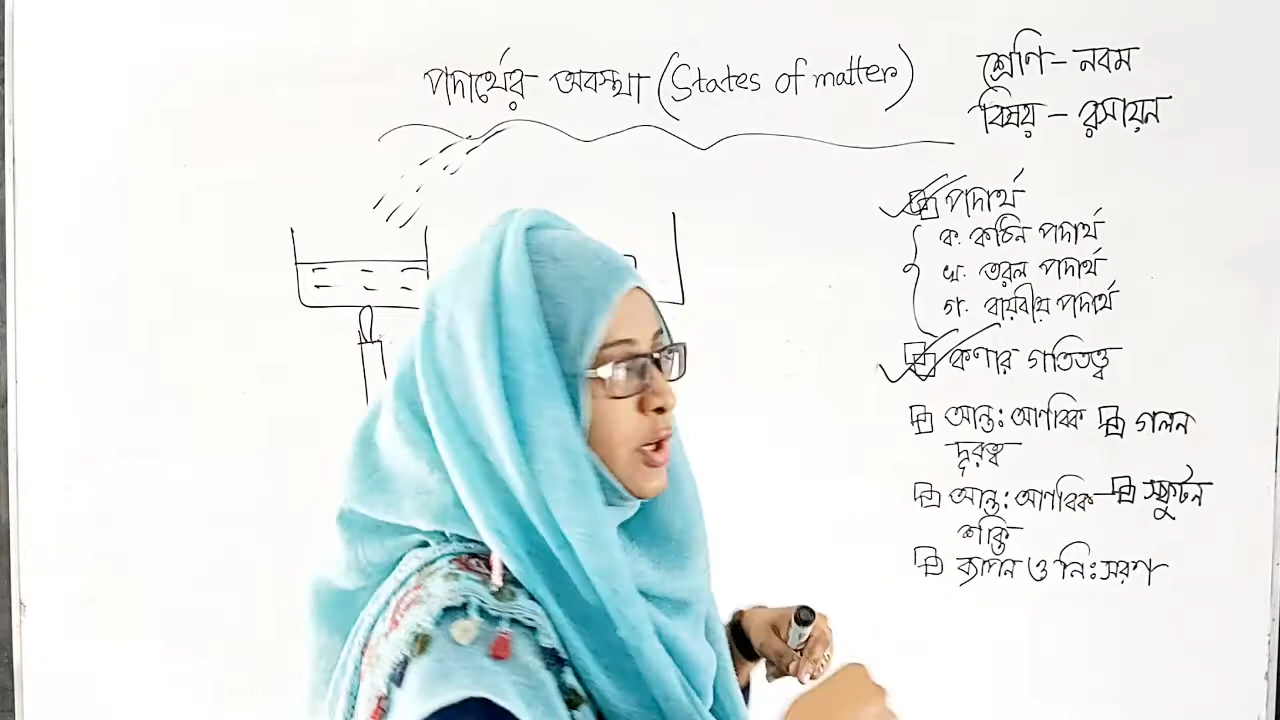 পদার্থের অবস্থা (States of matter)
শ্রেণি - নবম
বিষয় - রসায়ন
পদার্থ
ক. কঠিন পদার্থ
খ. তরল পদার্থ
গ. বায়বীয় পদার্থ
কণার গতিতত্ত্ব
আন্তঃআণবিক দূরত্ব
গলন
আন্তঃআণবিক শক্তি
স্ফুটন
ব্যাপন ও নিঃসরণ